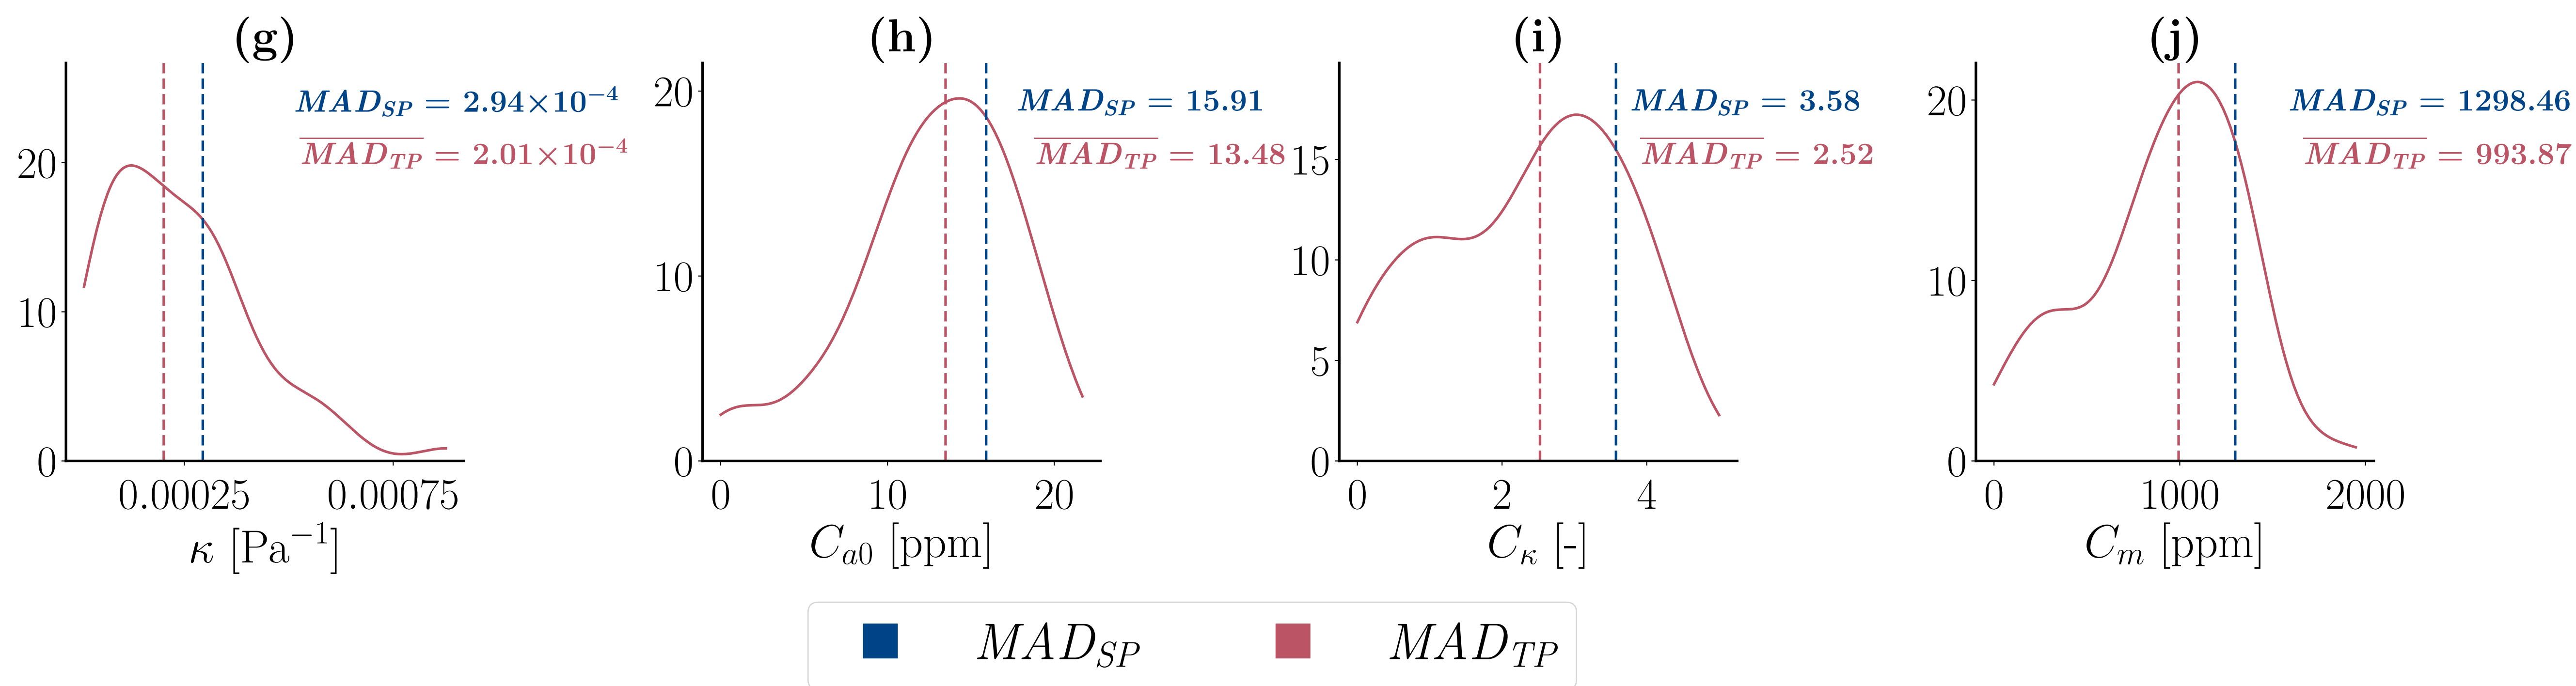 (g)
MAD_SP = 2.94×10⁻⁴
MAD_TP = 2.01×10⁻⁴
20
10
0
0.00025 0.00075
κ [Pa⁻¹]
(h)
MAD_SP = 15.91
MAD_TP = 13.48
20
10
0
0 10 20
C_a0 [ppm]
(i)
MAD_SP = 3.58
MAD_TP = 2.52
15
10
5
0
0 2 4
C_κ [-]
(j)
MAD_SP = 1298.46
MAD_TP = 993.87
20
10
0
0 1000 2000
C_m [ppm]
MAD_SP MAD_TP